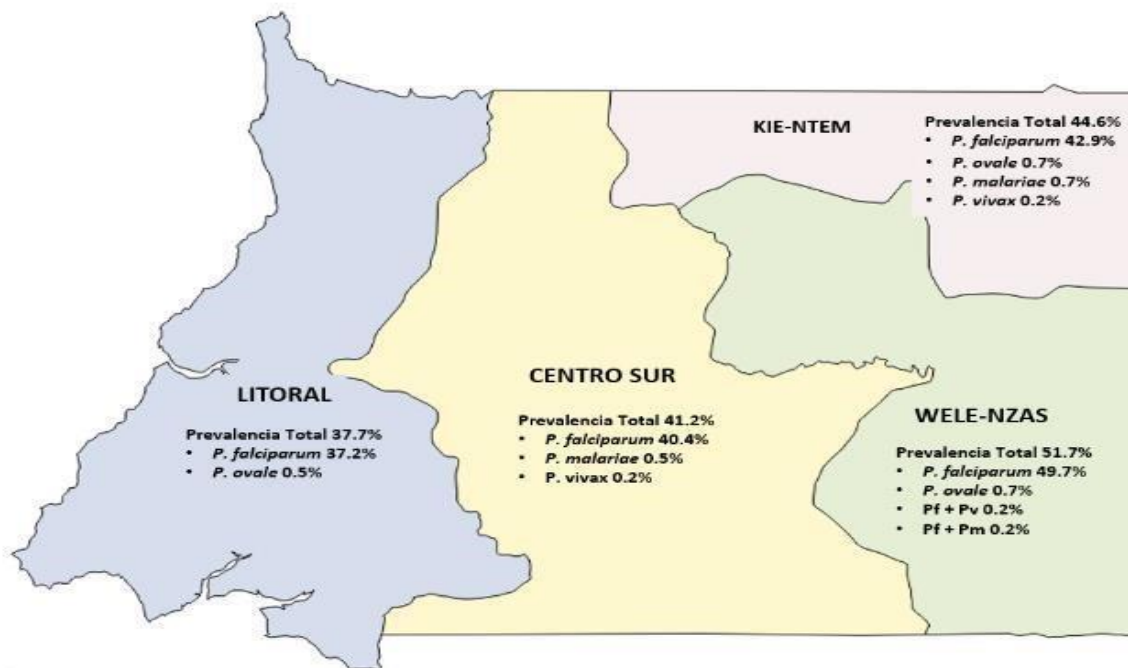 KIE-NTEM
Prevalencia Total 44.6%
• P. falciparum 42.9%
• P. ovale 0.7%
• P. malariae 0.7%
• P. vivax 0.2%
LITORAL
Prevalencia Total 37.7%
• P. falciparum 37.2%
• P. ovale 0.5%
CENTRO SUR
Prevalencia Total 41.2%
• P. falciparum 40.4%
• P. malariae 0.5%
• P. vivax 0.2%
WELE-NZAS
Prevalencia Total 51.7%
• P. falciparum 49.7%
• P. ovale 0.7%
• Pf + Pv 0.2%
• Pf + Pm 0.2%